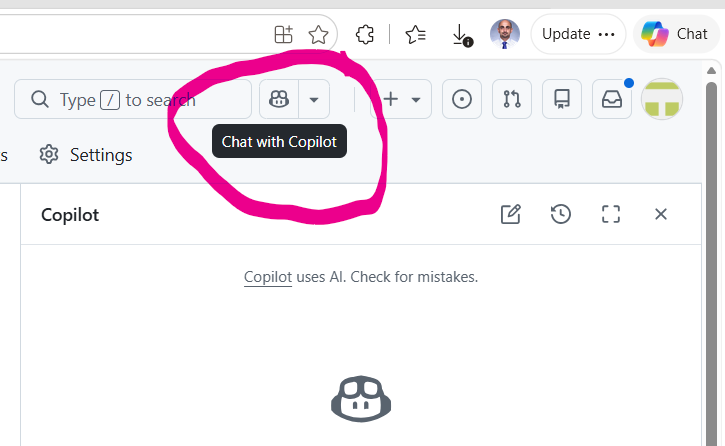 Update ··· Chat
Type / to search
Chat with Copilot
s Settings
Copilot
Copilot uses AI. Check for mistakes.